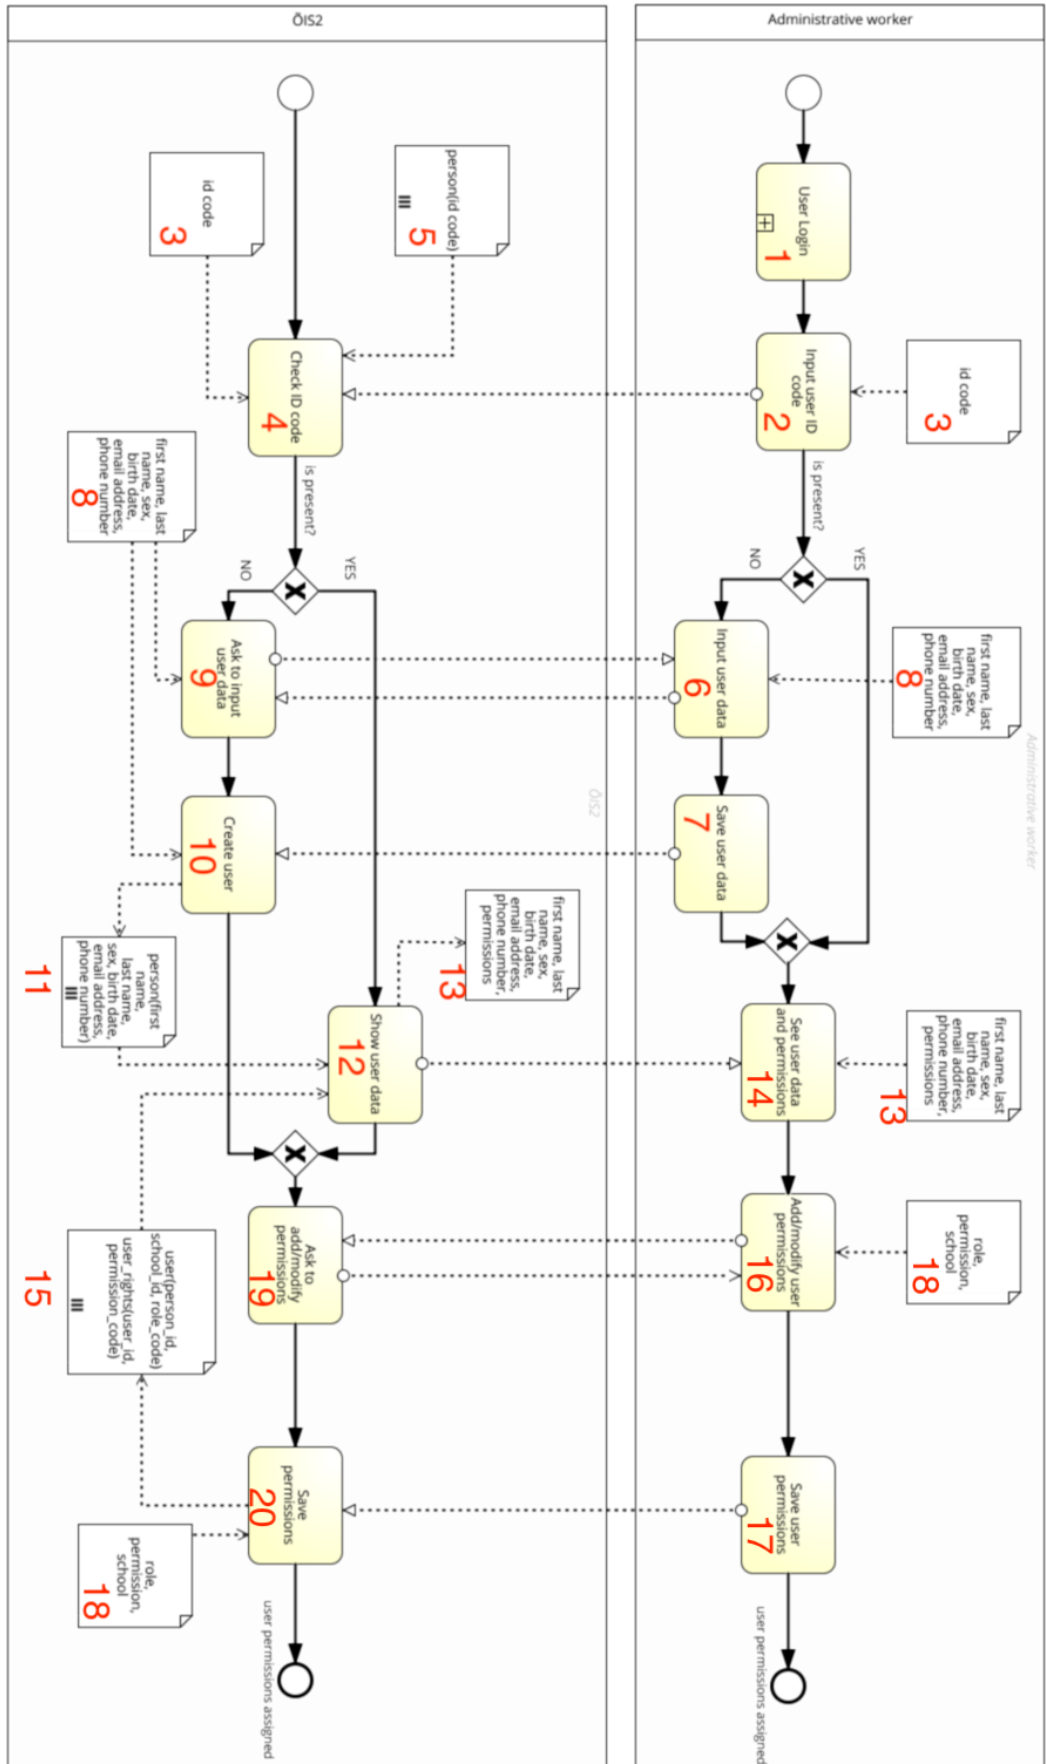 ÕIS2
Administrative worker
User Login
1
Input user ID
code
2
id code
3
is present?
YES
NO
first name, last
name, sex,
birth date,
email address,
phone number
8
Input user data
6
Save user data
7
Administrative worker
first name, last
name, sex,
birth date,
email address,
phone number,
permissions
13
See user data
and permissions
14
role,
permission,
school
18
Add/modify user
permissions
16
Save user
permissions
17
user permissions assigned
person(id code)
5
id code
3
Check ID code
4
is present?
YES
NO
first name, last
name, sex,
birth date,
email address,
phone number
8
Ask to input
user data
9
ÕIS2
Create user
10
first name, last
name, sex,
birth date,
email address,
phone number,
permissions
13
person(first
name,
last name,
sex, birth date,
email address,
phone number)
11
Show user data
12
Ask to
add/modify
permissions
19
user(person_id,
school_id, role_code)
user_rights(user_id,
permission_code)
15
Save
permissions
20
role,
permission,
school
18
user permissions assigned